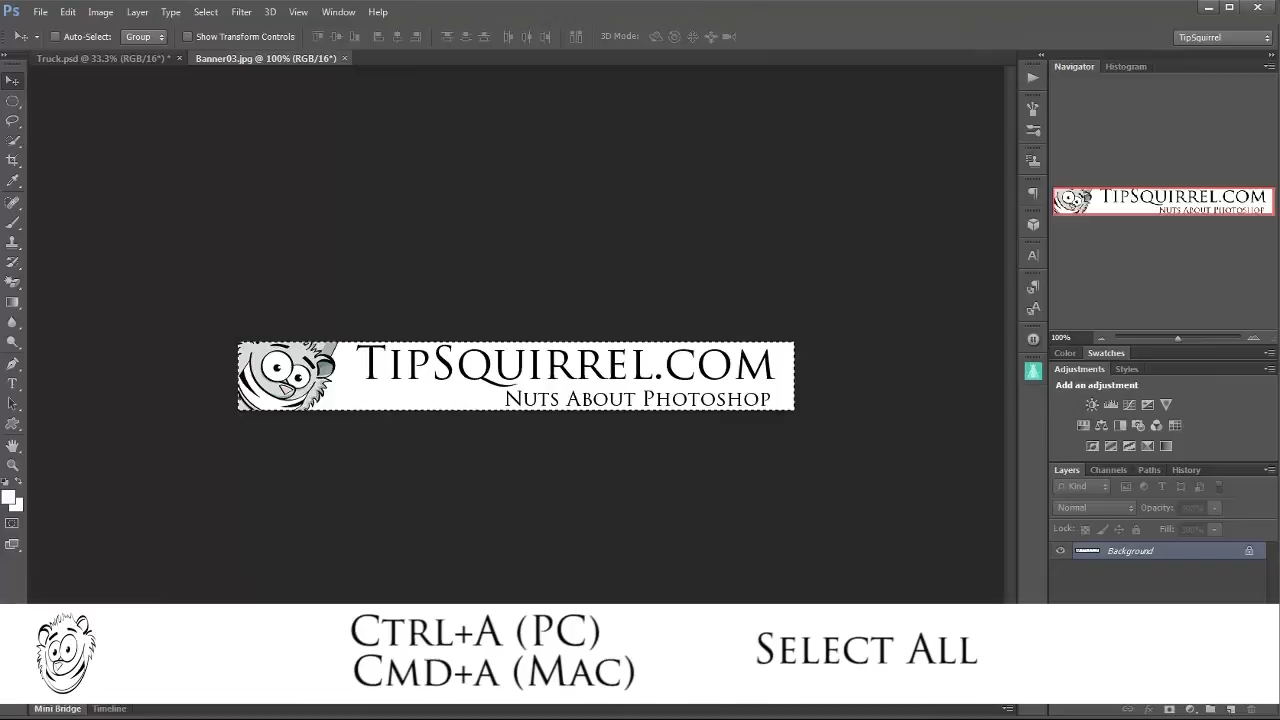 Ps File Edit Image Layer Type Select Filter 3D View Window Help
Auto-Select: Group Show Transform Controls 3D Mode: TipSquirrel
Truck.psd @ 33.3% (RGB/16*) * × Banner03.jpg @ 100% (RGB/16*) ×
Navigator Histogram
TipSquirrel.com
Nuts About Photoshop
TipSquirrel.com
Nuts About Photoshop
100%
Color Swatches
Adjustments Styles
Add an adjustment
Layers Channels Paths History
Kind
Normal Opacity: 100%
Lock: Fill: 100%
Background
Ctrl+A (PC)
Cmd+A (Mac)
Select All
Mini Bridge Timeline